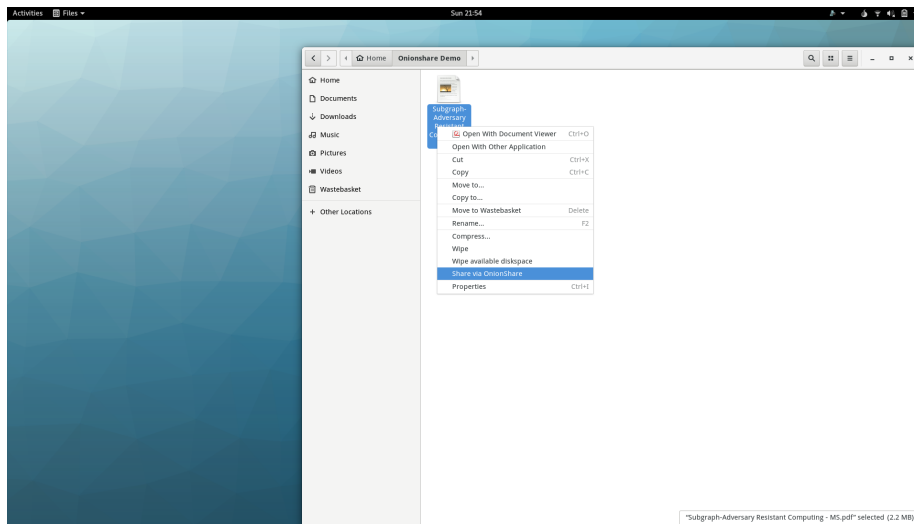 Activities Files Sun 21:54
Home Onionshare Demo
Home
Documents
Downloads
Music
Pictures
Videos
Wastebasket
+ Other Locations
Subgraph-
Adversary
Resistant
Co
Open With Document Viewer Ctrl+O
Open With Other Application
Cut Ctrl+X
Copy Ctrl+C
Move to...
Copy to...
Move to Wastebasket Delete
Rename... F2
Compress...
Wipe
Wipe available diskspace
Share via OnionShare
Properties Ctrl+I
"Subgraph-Adversary Resistant Computing - MS.pdf" selected (2.2 MB)